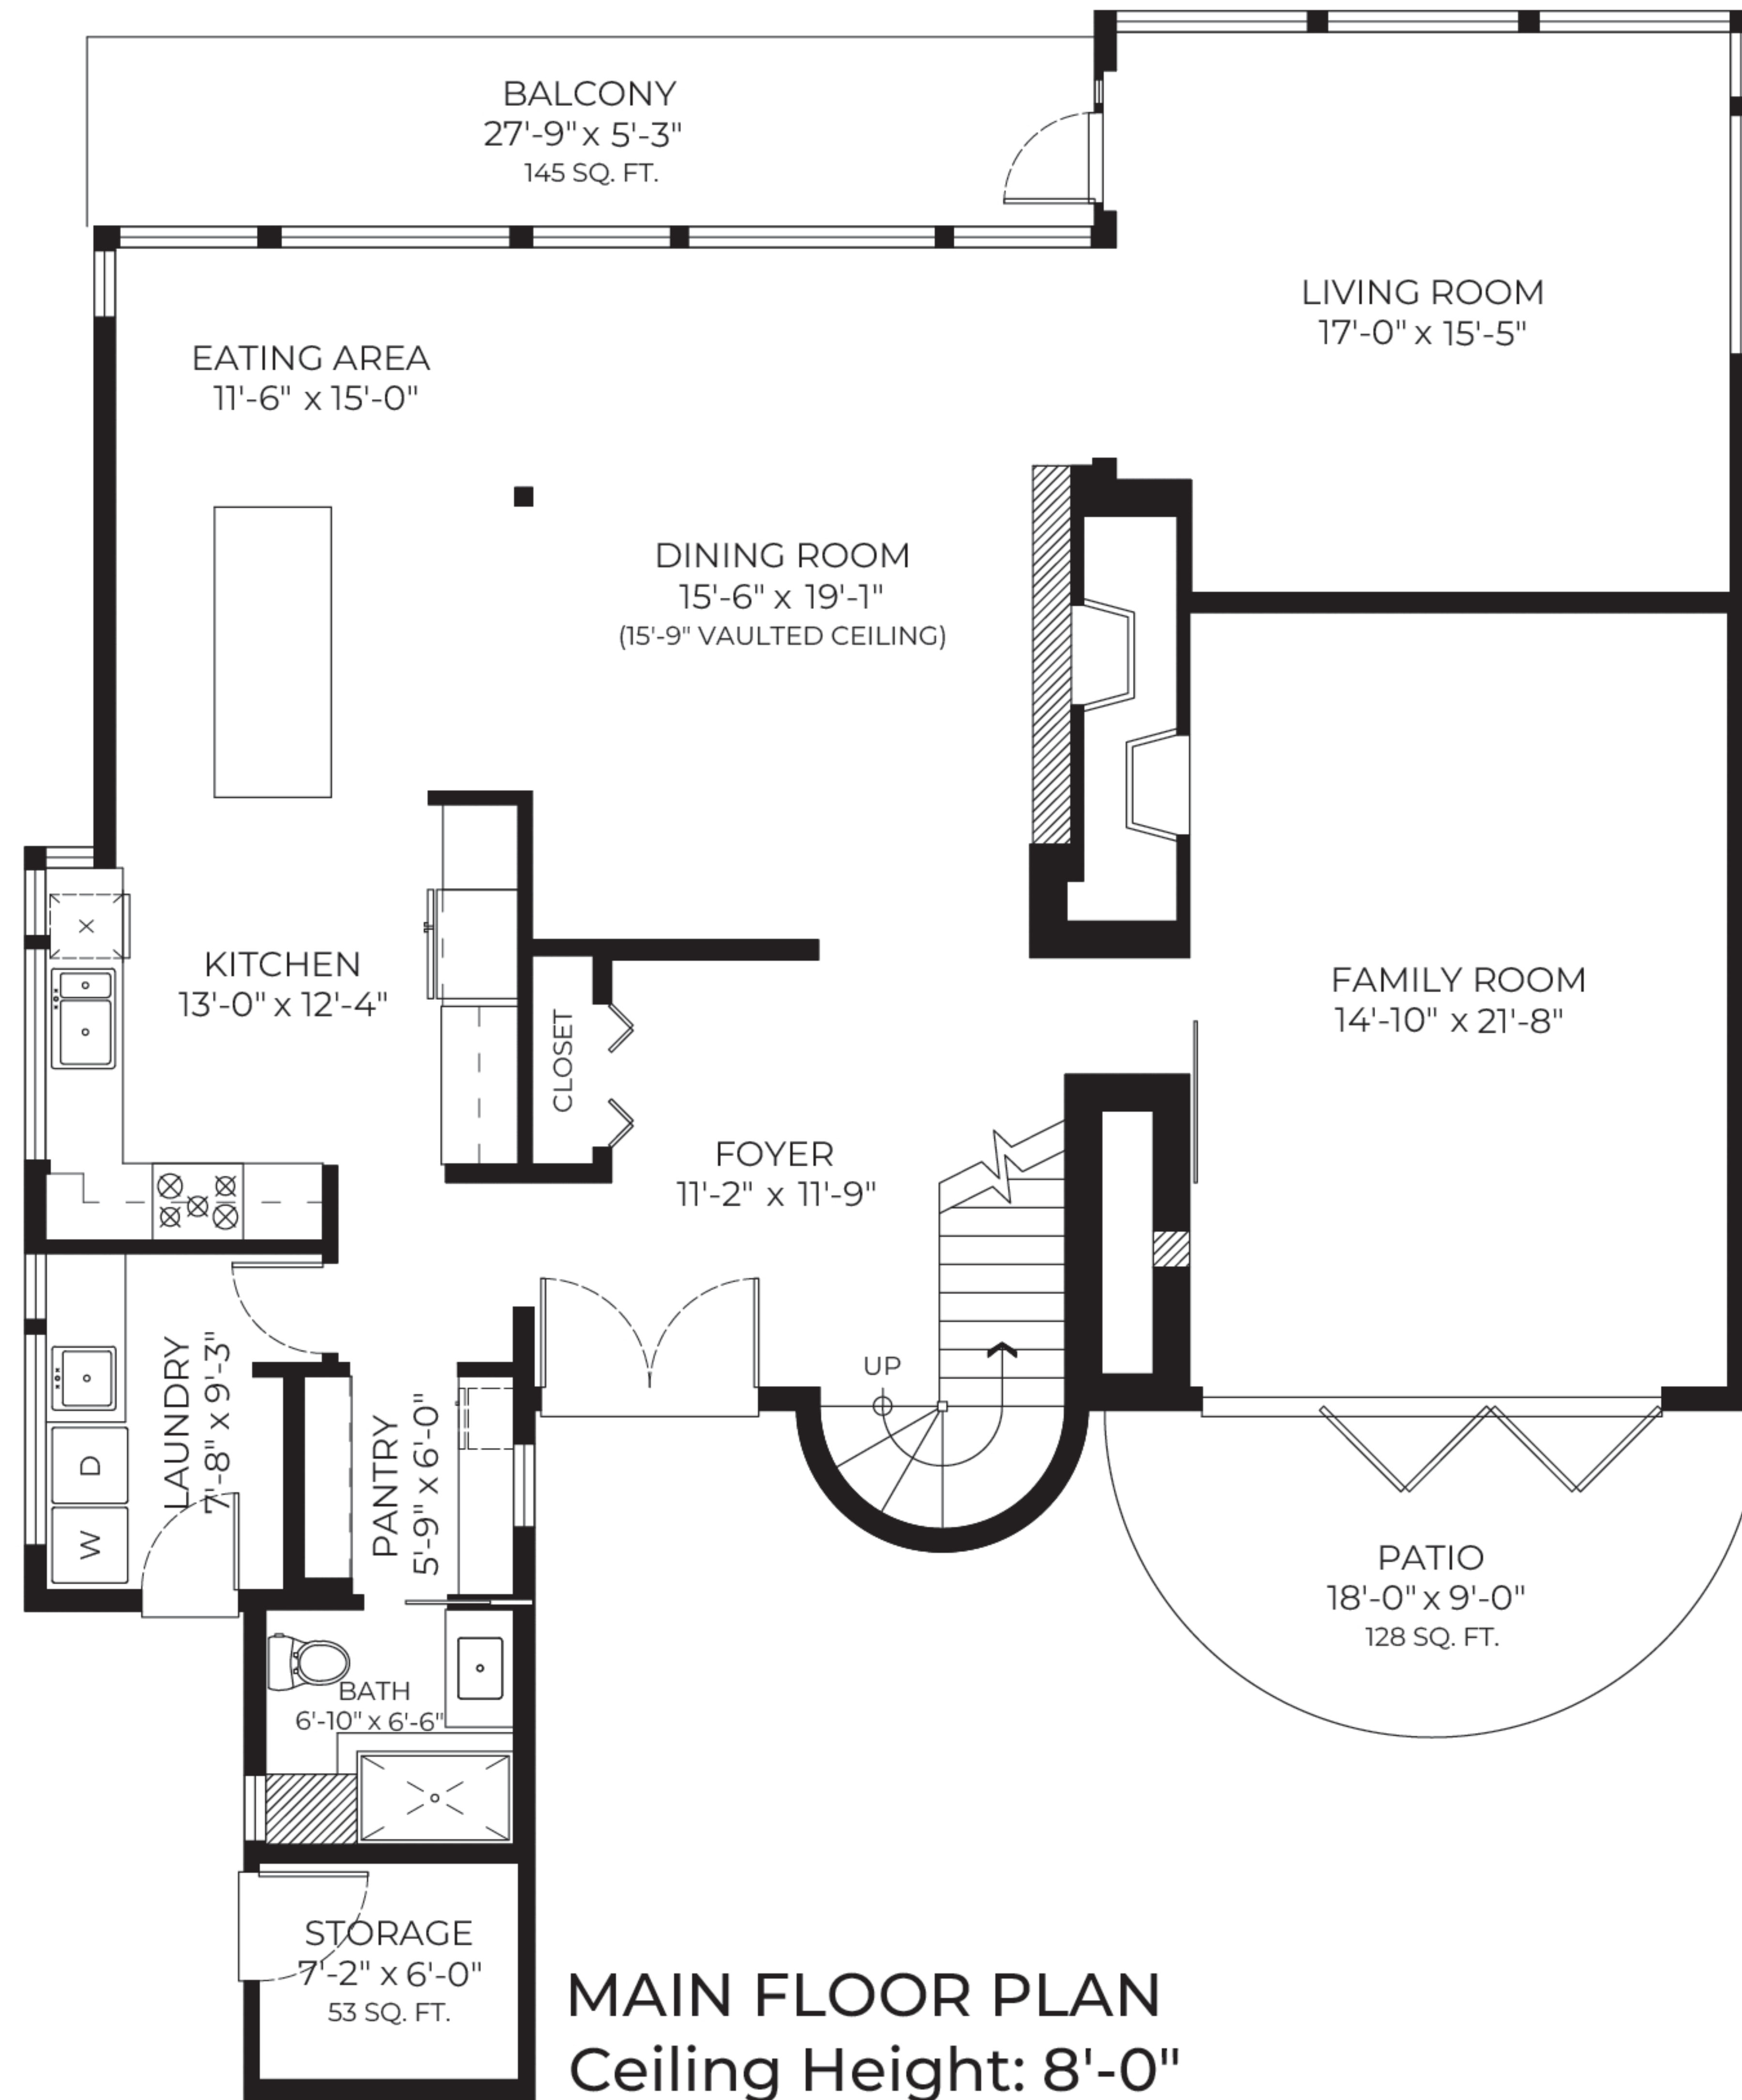 BALCONY
27'-9" x 5'-3"
145 SQ. FT.
LIVING ROOM
17'-0" x 15'-5"
EATING AREA
11'-6" x 15'-0"
DINING ROOM
15'-6" x 19'-1"
(15'-9" VAULTED CEILING)
KITCHEN
13'-0" x 12'-4"
FAMILY ROOM
14'-10" x 21'-8"
CLOSET
FOYER
11'-2" x 11'-9"
UP
LAUNDRY
7'-8" x 9'-3"
PANTRY
5'-9" x 6'-0"
D
W
PATIO
18'-0" x 9'-0"
128 SQ. FT.
BATH
6'-10" x 6'-6"
STORAGE
7'-2" x 6'-0"
53 SQ. FT.
MAIN FLOOR PLAN
Ceiling Height: 8'-0"